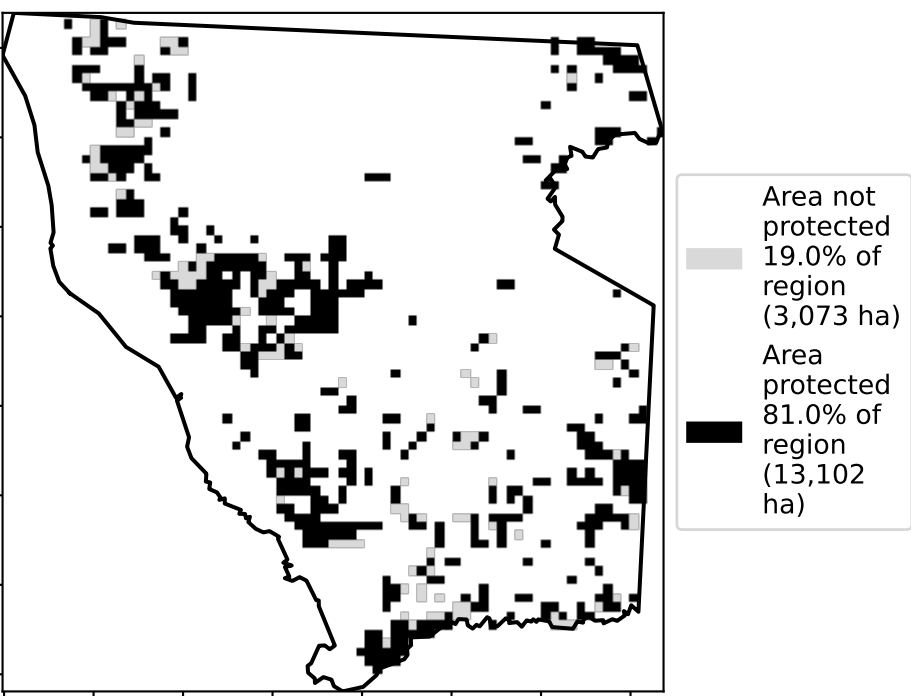 Area not
protected
19.0% of
region
(3,073 ha)
Area
protected
81.0% of
region
(13,102
ha)